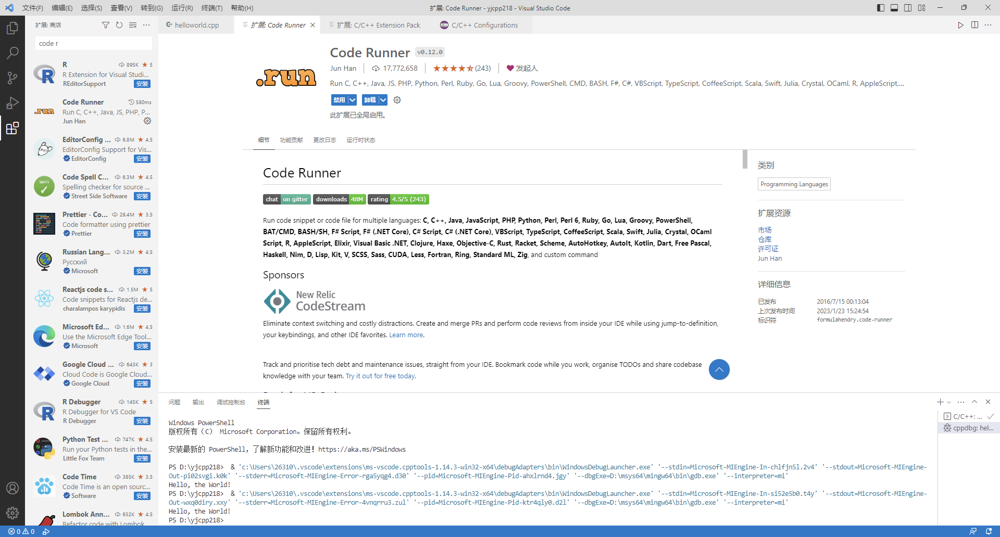 文件(F) 编辑(E) 选择(S) 查看(V) 转到(G) 运行(R) 终端(T) 帮助(H)
扩展: Code Runner - yjcpp218 - Visual Studio Code
扩展: 商店
helloworld.cpp
扩展: Code Runner
扩展: C/C++ Extension Pack
C/C++ Configurations
code r
R 895K 5
R Extension for Visual Studi...
REditorSupport 安装
Code Runner 580ms
Run C, C++, Java, JS, PHP, P...
Jun Han
EditorConfig ... 6.8M 4.5
EditorConfig Support for Vis...
EditorConfig 安装
Spell
Code Spell C... 6.3M 4.5
Spelling checker for source ...
Street Side Software 安装
Prettier - Co... 29.4M 3.5
Code formatter using prettier
Prettier 安装
Russian Lang... 3.2M 4.5
Русский
Microsoft 安装
Reactjs code s... 1.5M 5
Code snippets for Reactjs de...
charalampos karypidis 安装
Microsoft Ed... 1.6M 4.5
Use the Microsoft Edge Tool...
Microsoft 安装
Google Cloud ... 643K 3
Cloud Code is Google Cloud...
Google Cloud 安装
R Debugger 145K 5
R Debugger for VS Code
R Debugger 安装
Python Test ... 747K 4.5
Run your Python tests in the...
Little Fox Team 安装
Code Time 385K 3.5
Code Time is an open sourc...
Software 安装
Lombok Ann... 632K 4.5
Refactor code with Lombok
.run
Code Runner v0.12.0
Jun Han 17,772,658 (243) 发起人
Run C, C++, Java, JS, PHP, Python, Perl, Ruby, Go, Lua, Groovy, PowerShell, CMD, BASH, F#, C#, VBScript, TypeScript, CoffeeScript, Scala, Swift, Julia, Crystal, OCaml, R, AppleScript,...
禁用 卸载
此扩展已全局启用。
细节 功能贡献 更改日志 运行时状态
Code Runner
chat on gitter downloads 48M rating 4.5/5 (243)
Run code snippet or code file for multiple languages: C, C++, Java, JavaScript, PHP, Python, Perl, Perl 6, Ruby, Go, Lua, Groovy, PowerShell,
BAT/CMD, BASH/SH, F# Script, F# (.NET Core), C# Script, C# (.NET Core), VBScript, TypeScript, CoffeeScript, Scala, Swift, Julia, Crystal, OCaml
Script, R, AppleScript, Elixir, Visual Basic .NET, Clojure, Haxe, Objective-C, Rust, Racket, Scheme, AutoHotkey, AutoIt, Kotlin, Dart, Free Pascal,
Haskell, Nim, D, Lisp, Kit, V, SCSS, Sass, CUDA, Less, Fortran, Ring, Standard ML, Zig, and custom command
Sponsors
New Relic
CodeStream
Eliminate context switching and costly distractions. Create and merge PRs and perform code reviews from inside your IDE while using jump-to-definition,
your keybindings, and other IDE favorites. Learn more.
Track and prioritise tech debt and maintenance issues, straight from your IDE. Bookmark code while you work, organise TODOs and share codebase
knowledge with your team. Try it out for free today.
类别
Programming Languages
扩展资源
市场
仓库
许可证
Jun Han
详细信息
已发布 2016/7/15 00:13:04
上次发布时间 2023/1/23 15:24:54
标识符 formulahendry.code-runner
问题 输出 调试控制台 终端
C/C++: ...
cppdbg: hel...
Windows PowerShell
版权所有（C） Microsoft Corporation。保留所有权利。
安装最新的 PowerShell，了解新功能和改进！https://aka.ms/PSWindows
PS D:\yjcpp218>  & 'c:\Users\26310\.vscode\extensions\ms-vscode.cpptools-1.14.3-win32-x64\debugAdapters\bin\WindowsDebugLauncher.exe' '--stdin=Microsoft-MIEngine-In-chlfjn5l.2v4' '--stdout=Microsoft-MIEngine-
Out-pi02svgi.k0k' '--stderr=Microsoft-MIEngine-Error-rga5yqg4.d30' '--pid=Microsoft-MIEngine-Pid-ahxlrnd4.jgy' '--dbgExe=D:\msys64\mingw64\bin\gdb.exe' '--interpreter=mi'
Hello, the World!
PS D:\yjcpp218>  & 'c:\Users\26310\.vscode\extensions\ms-vscode.cpptools-1.14.3-win32-x64\debugAdapters\bin\WindowsDebugLauncher.exe' '--stdin=Microsoft-MIEngine-In-si52e5b0.t4y' '--stdout=Microsoft-MIEngine-
Out-wxq0diry.xxy' '--stderr=Microsoft-MIEngine-Error-4vnqrru3.zul' '--pid=Microsoft-MIEngine-Pid-ktr4qly0.d2l' '--dbgExe=D:\msys64\mingw64\bin\gdb.exe' '--interpreter=mi'
Hello, the World!
PS D:\yjcpp218>
0 0